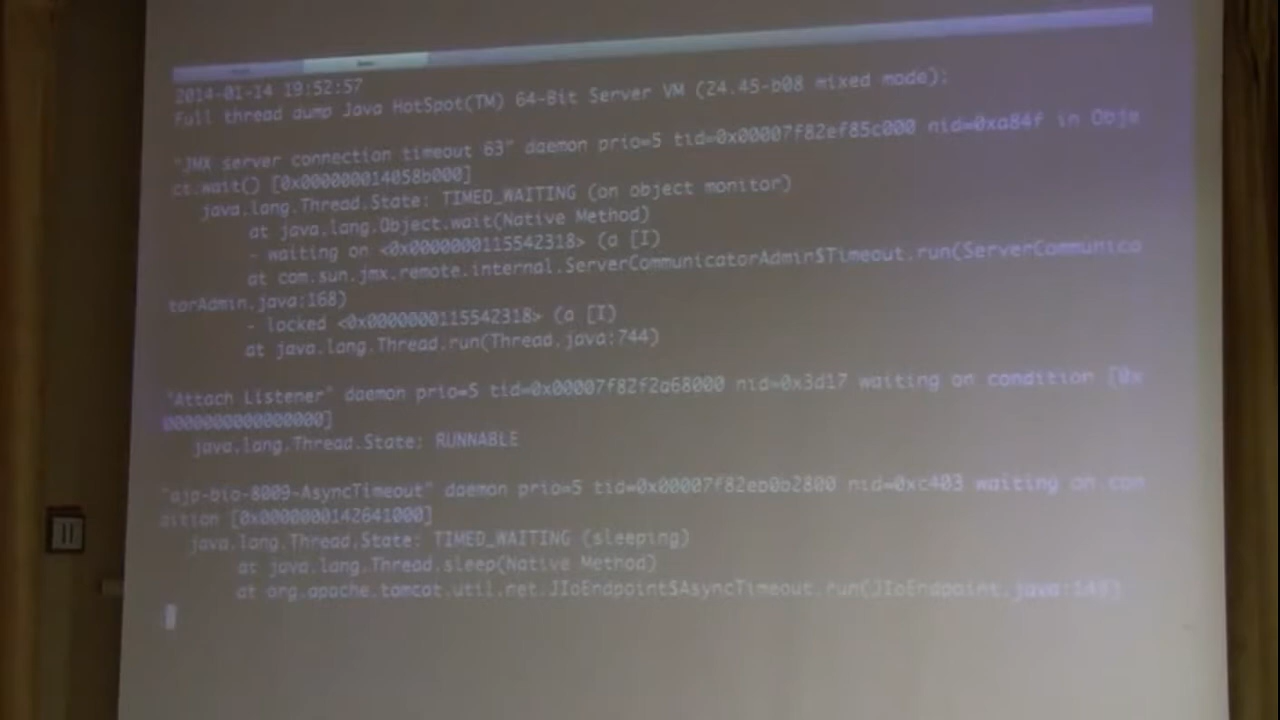 2014-01-14 19:52:57
Full thread dump Java HotSpot(TM) 64-Bit Server VM (24.45-b08 mixed mode):
"JMX server connection timeout 63" daemon prio=5 tid=0x00007f82ef85c000 nid=0xa84f in Obje
ct.wait() [0x000000014058b000]
java.lang.Thread.State: TIMED_WAITING (on object monitor)
at java.lang.Object.wait(Native Method)
- waiting on <0x0000000115542318> (a [I)
at com.sun.jmx.remote.internal.ServerCommunicatorAdmin$Timeout.run(ServerCommunica
torAdmin.java:168)
- locked <0x0000000115542318> (a [I)
at java.lang.Thread.run(Thread.java:744)
"Attach Listener" daemon prio=5 tid=0x00007f82f2a68000 nid=0x3d17 waiting on condition [0x
0000000000000000]
java.lang.Thread.State: RUNNABLE
"ajp-bio-8009-AsyncTimeout" daemon prio=5 tid=0x00007f82eb0b2800 nid=0xc403 waiting on con
dition [0x0000000142641000]
java.lang.Thread.State: TIMED_WAITING (sleeping)
at java.lang.Thread.sleep(Native Method)
at org.apache.tomcat.util.net.JIoEndpoint$AsyncTimeout.run(JIoEndpoint.java: